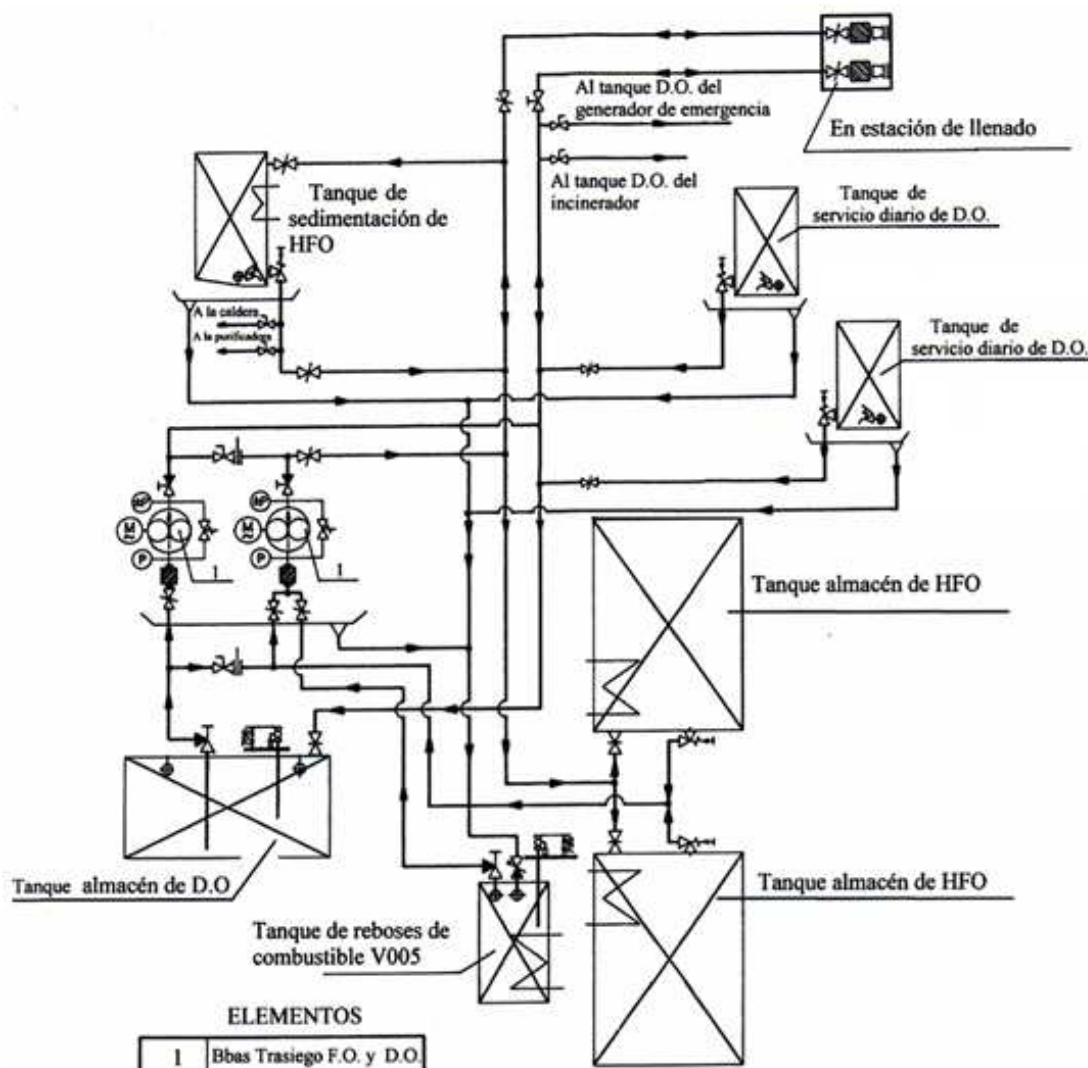 Al tanque D.O. del
generador de emergencia
En estación de llenado
Al tanque D.O. del
incinerador
Tanque de
sedimentación de
HFO
Tanque de
servicio diario de D.O.
A la caldera
A la purificadora
Tanque de
servicio diario de D.O.
P
P
1
1
Tanque almacén de HFO
Tanque almacén de D.O
Tanque almacén de HFO
Tanque de reboses de
combustible V005
ELEMENTOS
1 Bbas Trasiego F.O. y D.O.